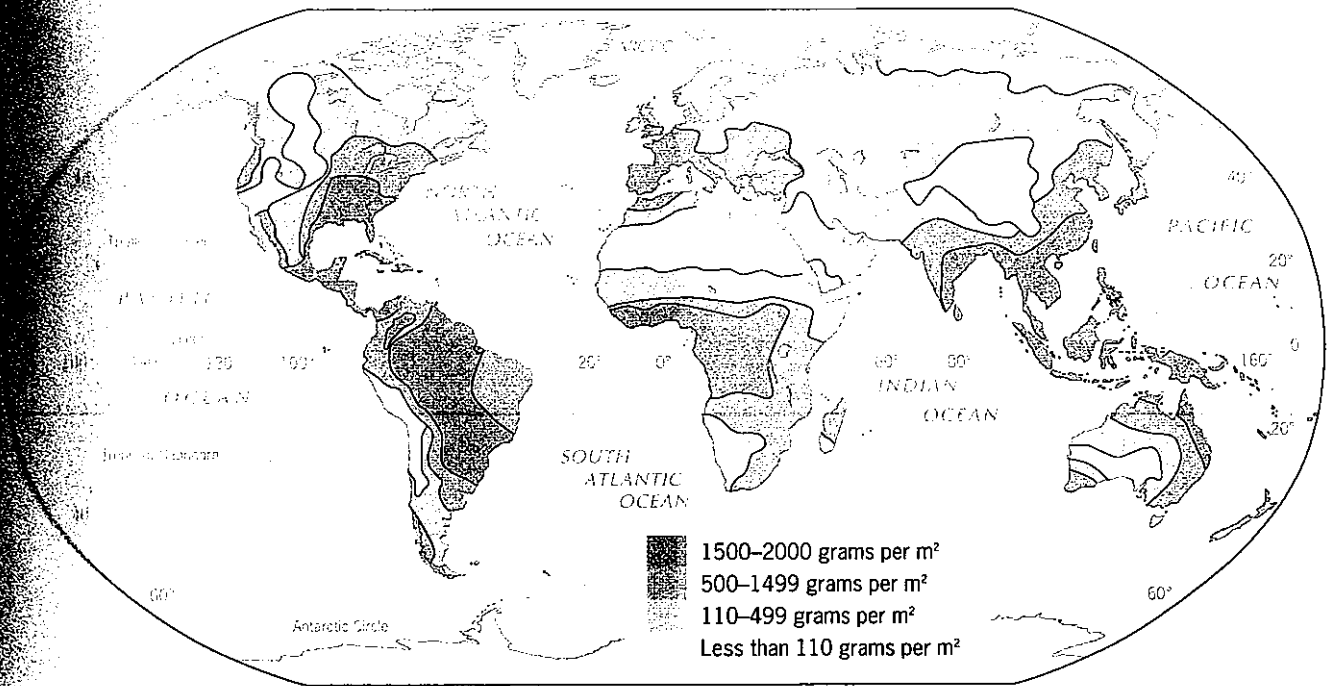 ARCTIC
NORTH
ATLANTIC
OCEAN
40°
PACIFIC
20°
OCEAN
120
100°
20°
0°
60°
80°
160°
0
INDIAN
OCEAN
OCEAN
20°
SOUTH
ATLANTIC
OCEAN
40
1500–2000 grams per m²
500–1499 grams per m²
110–499 grams per m²
Less than 110 grams per m²
60°
60°
Antarctic Circle